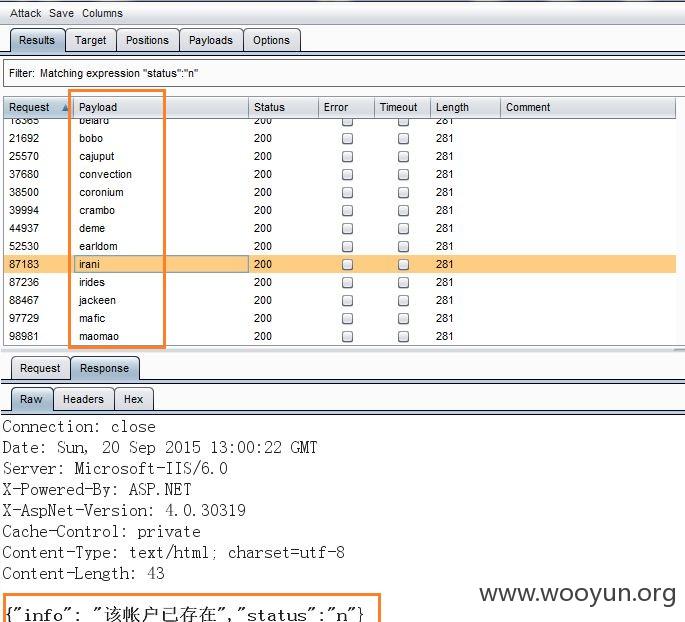 Attack Save Columns
Results Target Positions Payloads Options
Filter: Matching expression "status":"n"
Request Payload Status Error Timeout Length Comment
18365 belard 200 281
21692 bobo 200 281
25570 cajuput 200 281
37680 convection 200 281
38500 coronium 200 281
39994 crambo 200 281
44937 deme 200 281
52530 earldom 200 281
87183 irani 200 281
87236 irides 200 281
88467 jackeen 200 281
97729 mafic 200 281
98981 maomao 200 281
Request Response
Raw Headers Hex
Connection: close
Date: Sun, 20 Sep 2015 13:00:22 GMT
Server: Microsoft-IIS/6.0
X-Powered-By: ASP.NET
X-AspNet-Version: 4.0.30319
Cache-Control: private
Content-Type: text/html; charset=utf-8
Content-Length: 43
www.wooyun.org
{"info": "该帐户已存在","status":"n"}